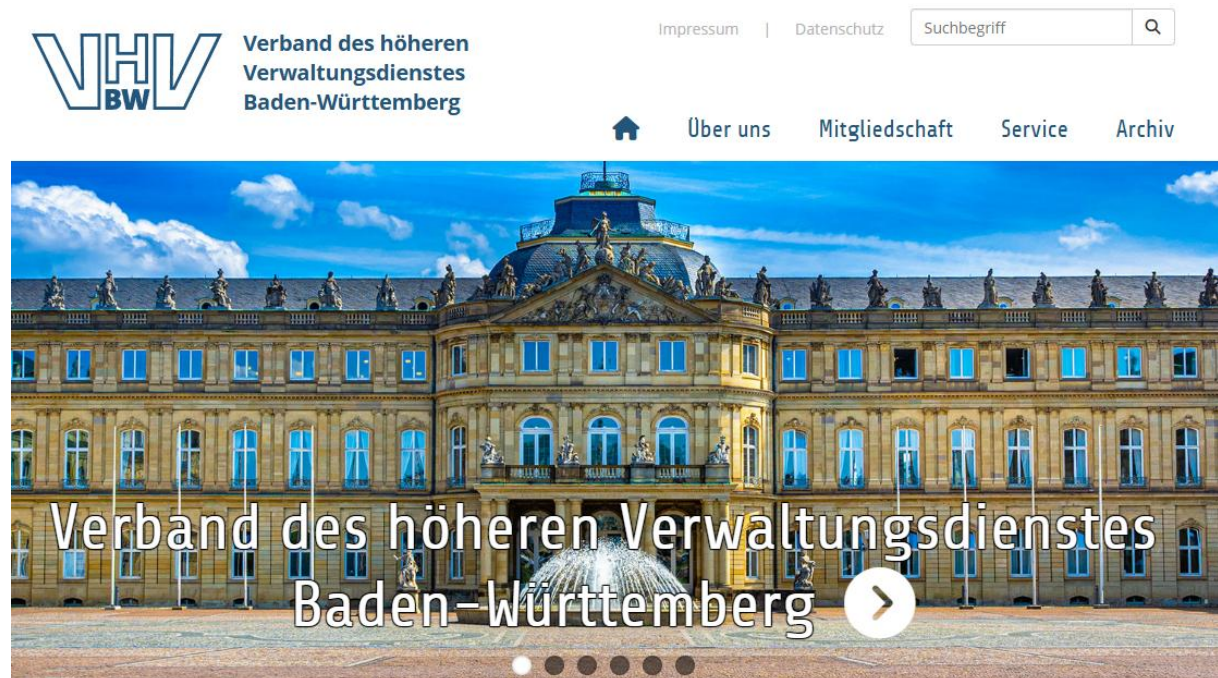 VHV
BW
Verband des höheren
Verwaltungsdienstes
Baden-Württemberg
Impressum | Datenschutz
Suchbegriff
Über uns Mitgliedschaft Service Archiv
Verband des höheren Verwaltungsdienstes
Baden-Württemberg